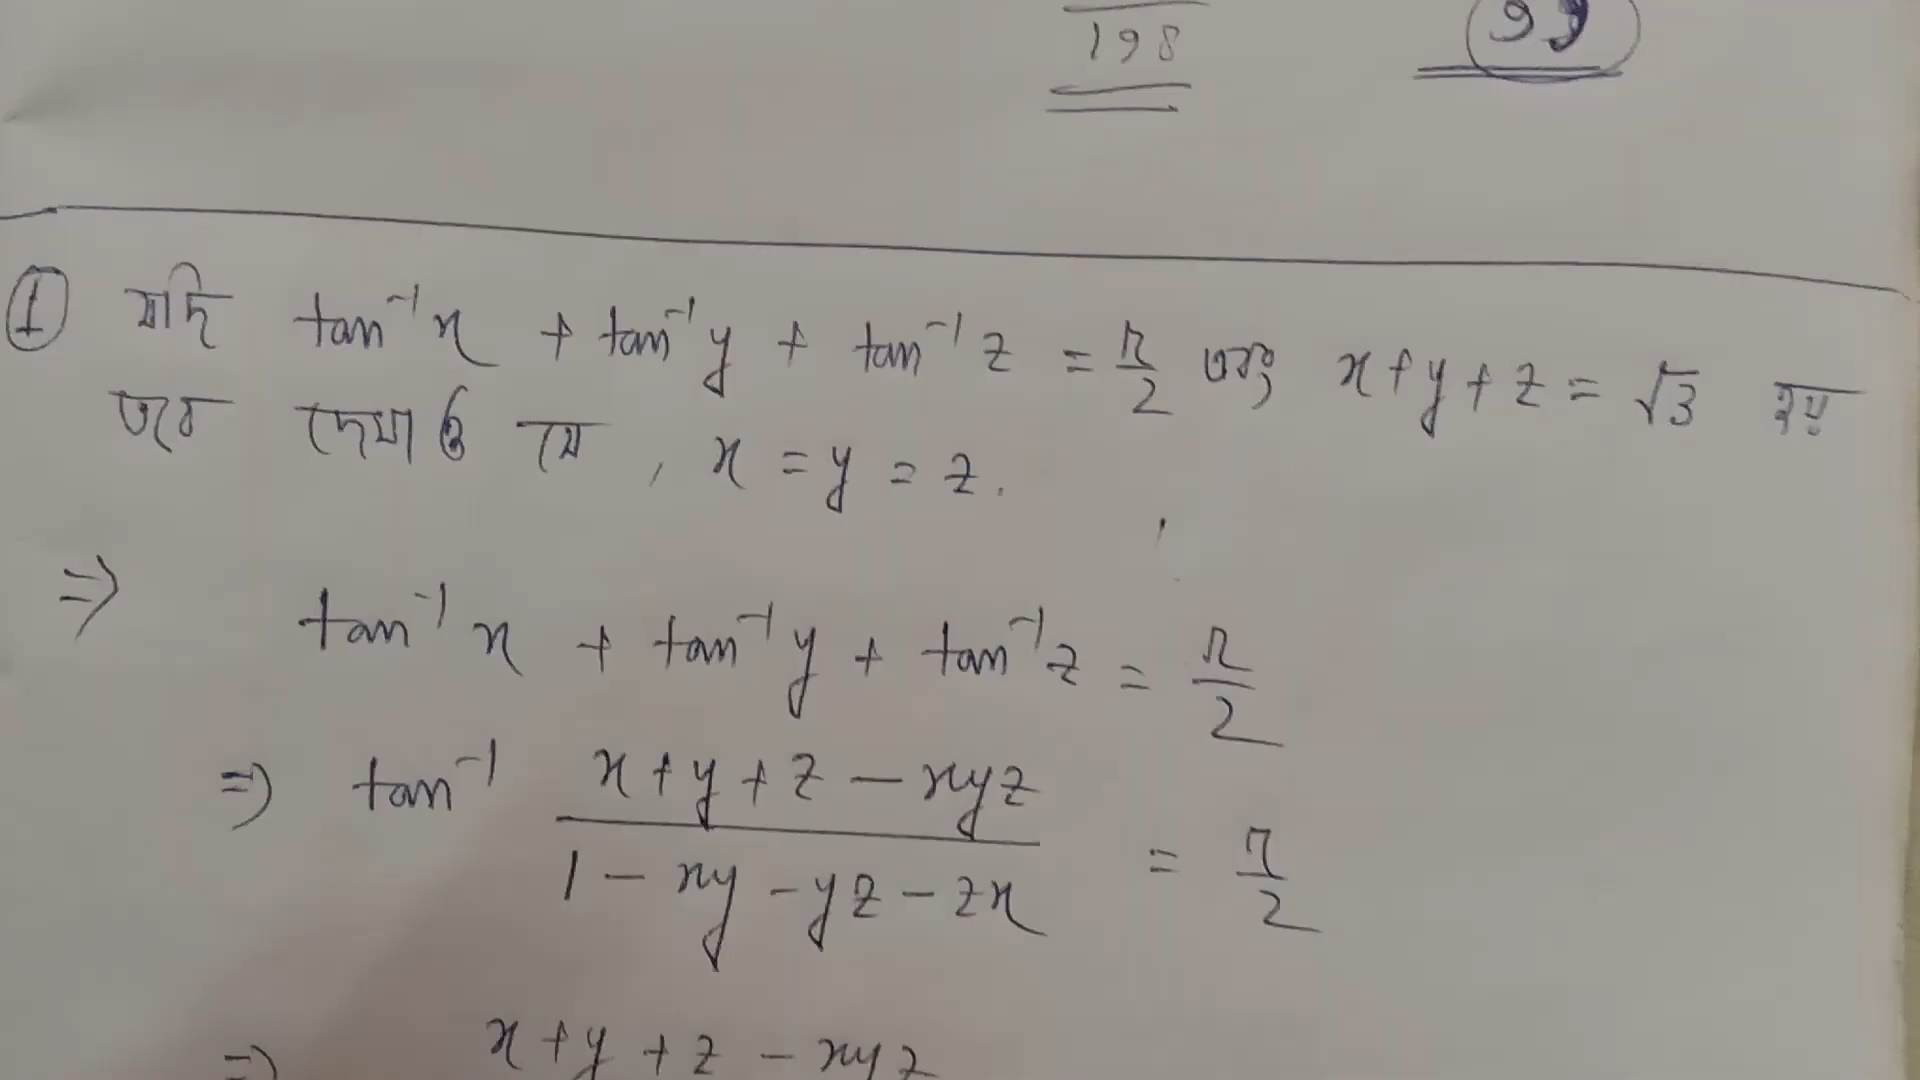 198
99
① যদি tan⁻¹x + tan⁻¹y + tan⁻¹z = π/2 এবং x+y+z = √3 হয়
তবে দেখাও যে, x = y = z.
⇒ tan⁻¹x + tan⁻¹y + tan⁻¹z = π/2
⇒ tan⁻¹ (x+y+z−xyz)/(1−xy−yz−zx) = π/2
⇒ x+y+z−xyz